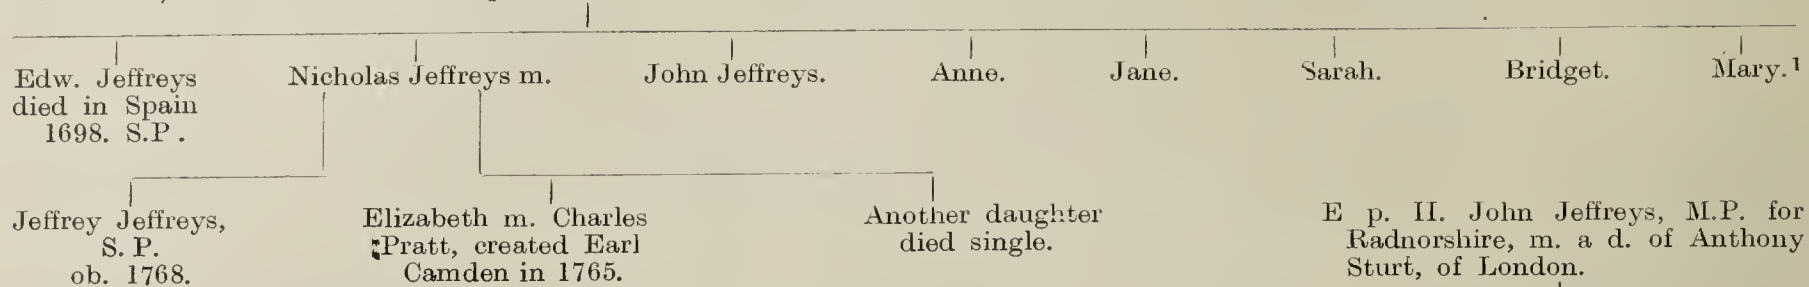 Edw. Jeffreys
died in Spain
1698. S.P.
Nicholas Jeffreys m.
John Jeffreys.
Anne.
Jane.
Sarah.
Bridget.
Mary.¹
Jeffrey Jeffreys,
S. P.
ob. 1768.
Elizabeth m. Charles
Pratt, created Earl
Camden in 1765.
Another daughter
died single.
E p. II. John Jeffreys, M.P. for
Radnorshire, m. a d. of Anthony
Sturt, of London.